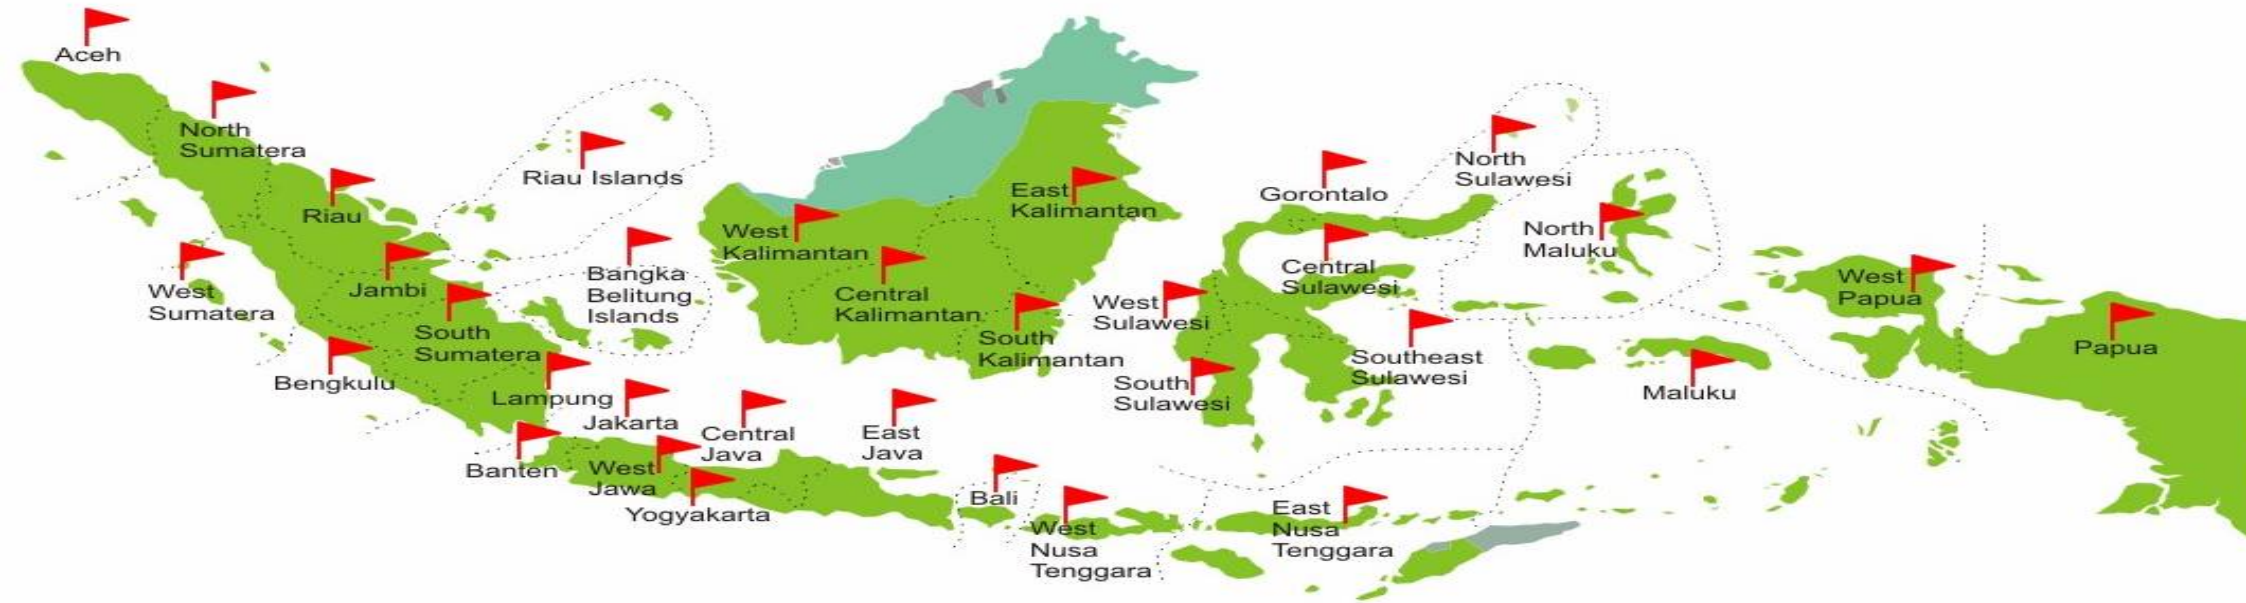 Aceh
North
Sumatera
Riau Islands
Riau
West
Sumatera
Jambi
Bangka
Belitung
Islands
South
Sumatera
Bengkulu
Lampung
Jakarta
Banten
West
Jawa
Central
Java
Yogyakarta
East
Java
Bali
West
Nusa
Tenggara
East
Nusa
Tenggara
West
Kalimantan
Central
Kalimantan
East
Kalimantan
South
Kalimantan
Gorontalo
North
Sulawesi
Central
Sulawesi
West
Sulawesi
South
Sulawesi
Southeast
Sulawesi
North
Maluku
Maluku
West
Papua
Papua